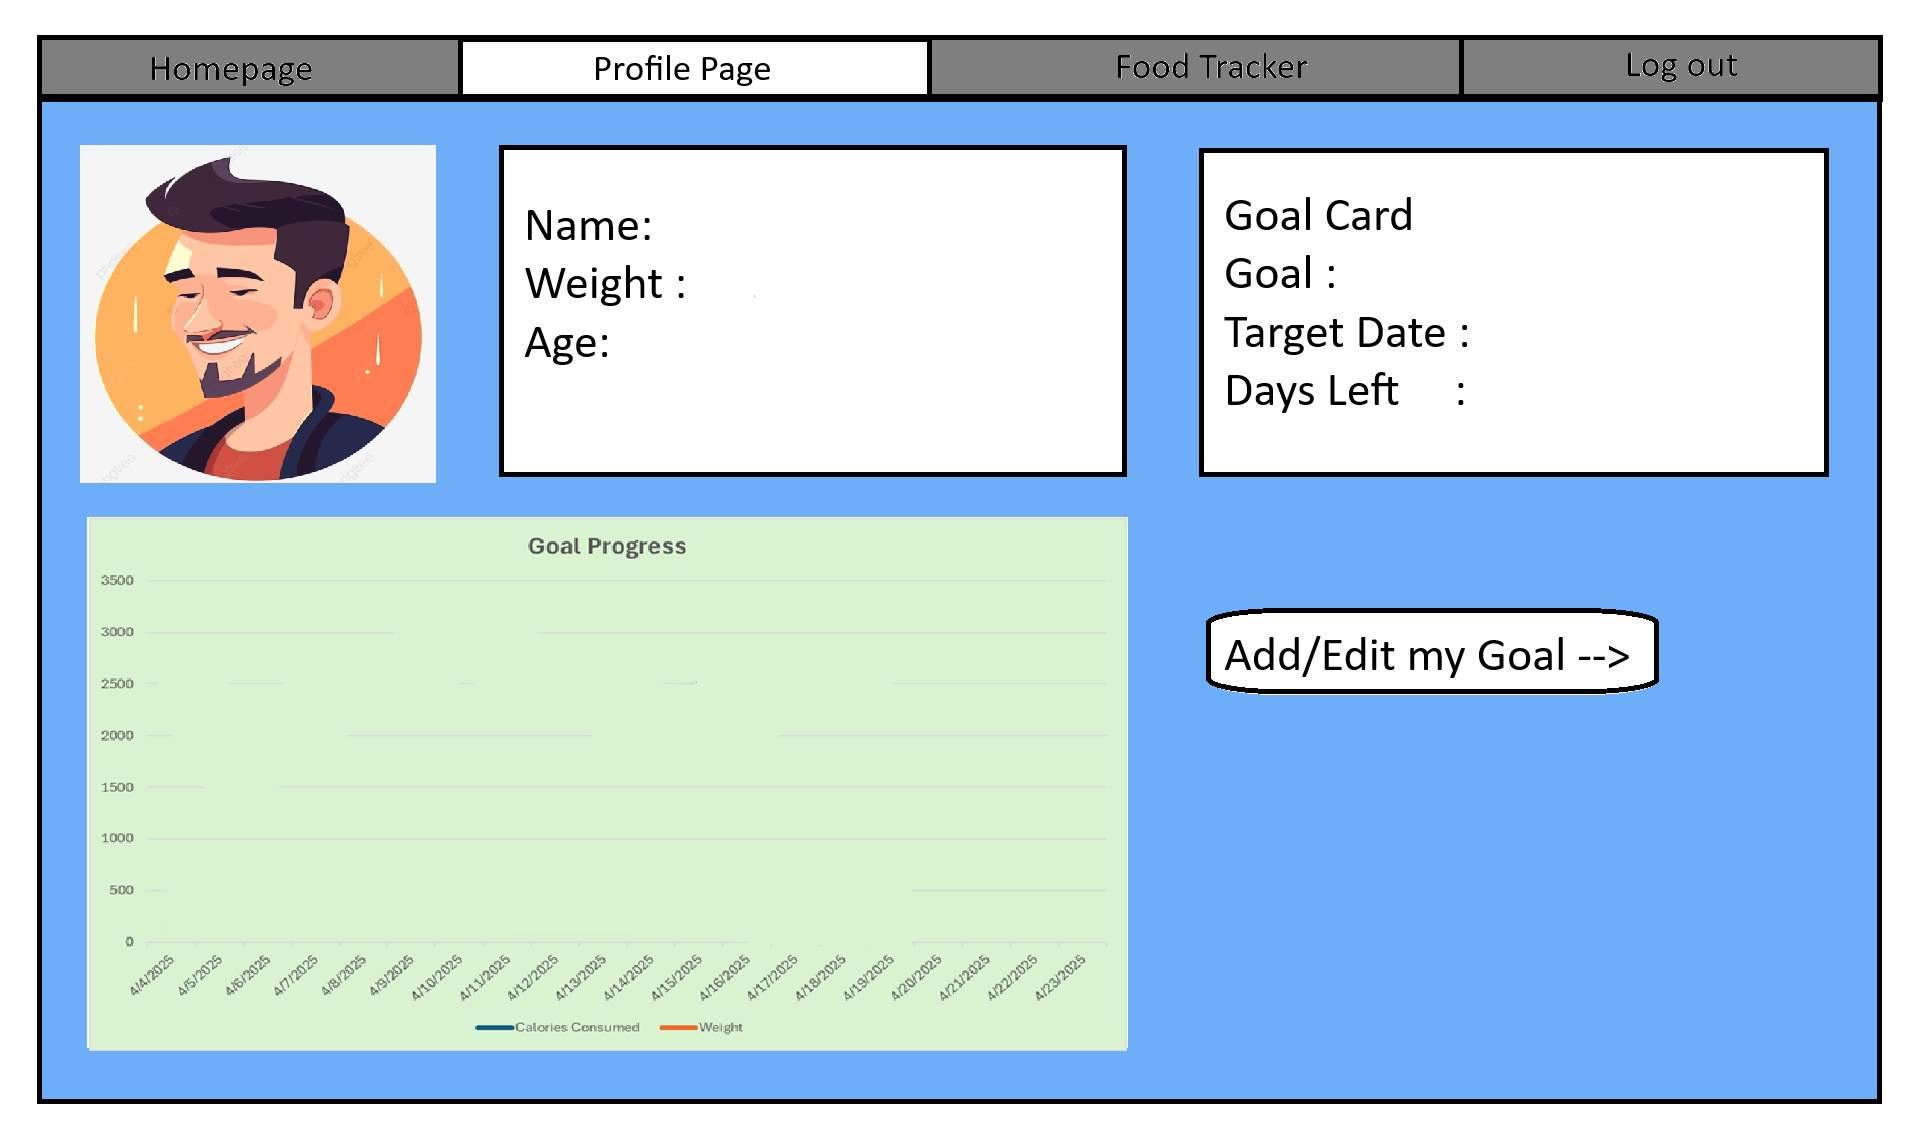 Homepage
Profile Page
Food Tracker
Log out
Name:
Weight :
Age:
Goal Card
Goal :
Target Date :
Days Left :
Goal Progress
3500
3000
2500
2000
1500
1000
500
0
4/4/2025
4/5/2025
4/6/2025
4/7/2025
4/8/2025
4/9/2025
4/10/2025
4/11/2025
4/12/2025
4/13/2025
4/14/2025
4/15/2025
4/16/2025
4/17/2025
4/18/2025
4/19/2025
4/20/2025
4/21/2025
4/22/2025
4/23/2025
Calories Consumed
Weight
Add/Edit my Goal -->